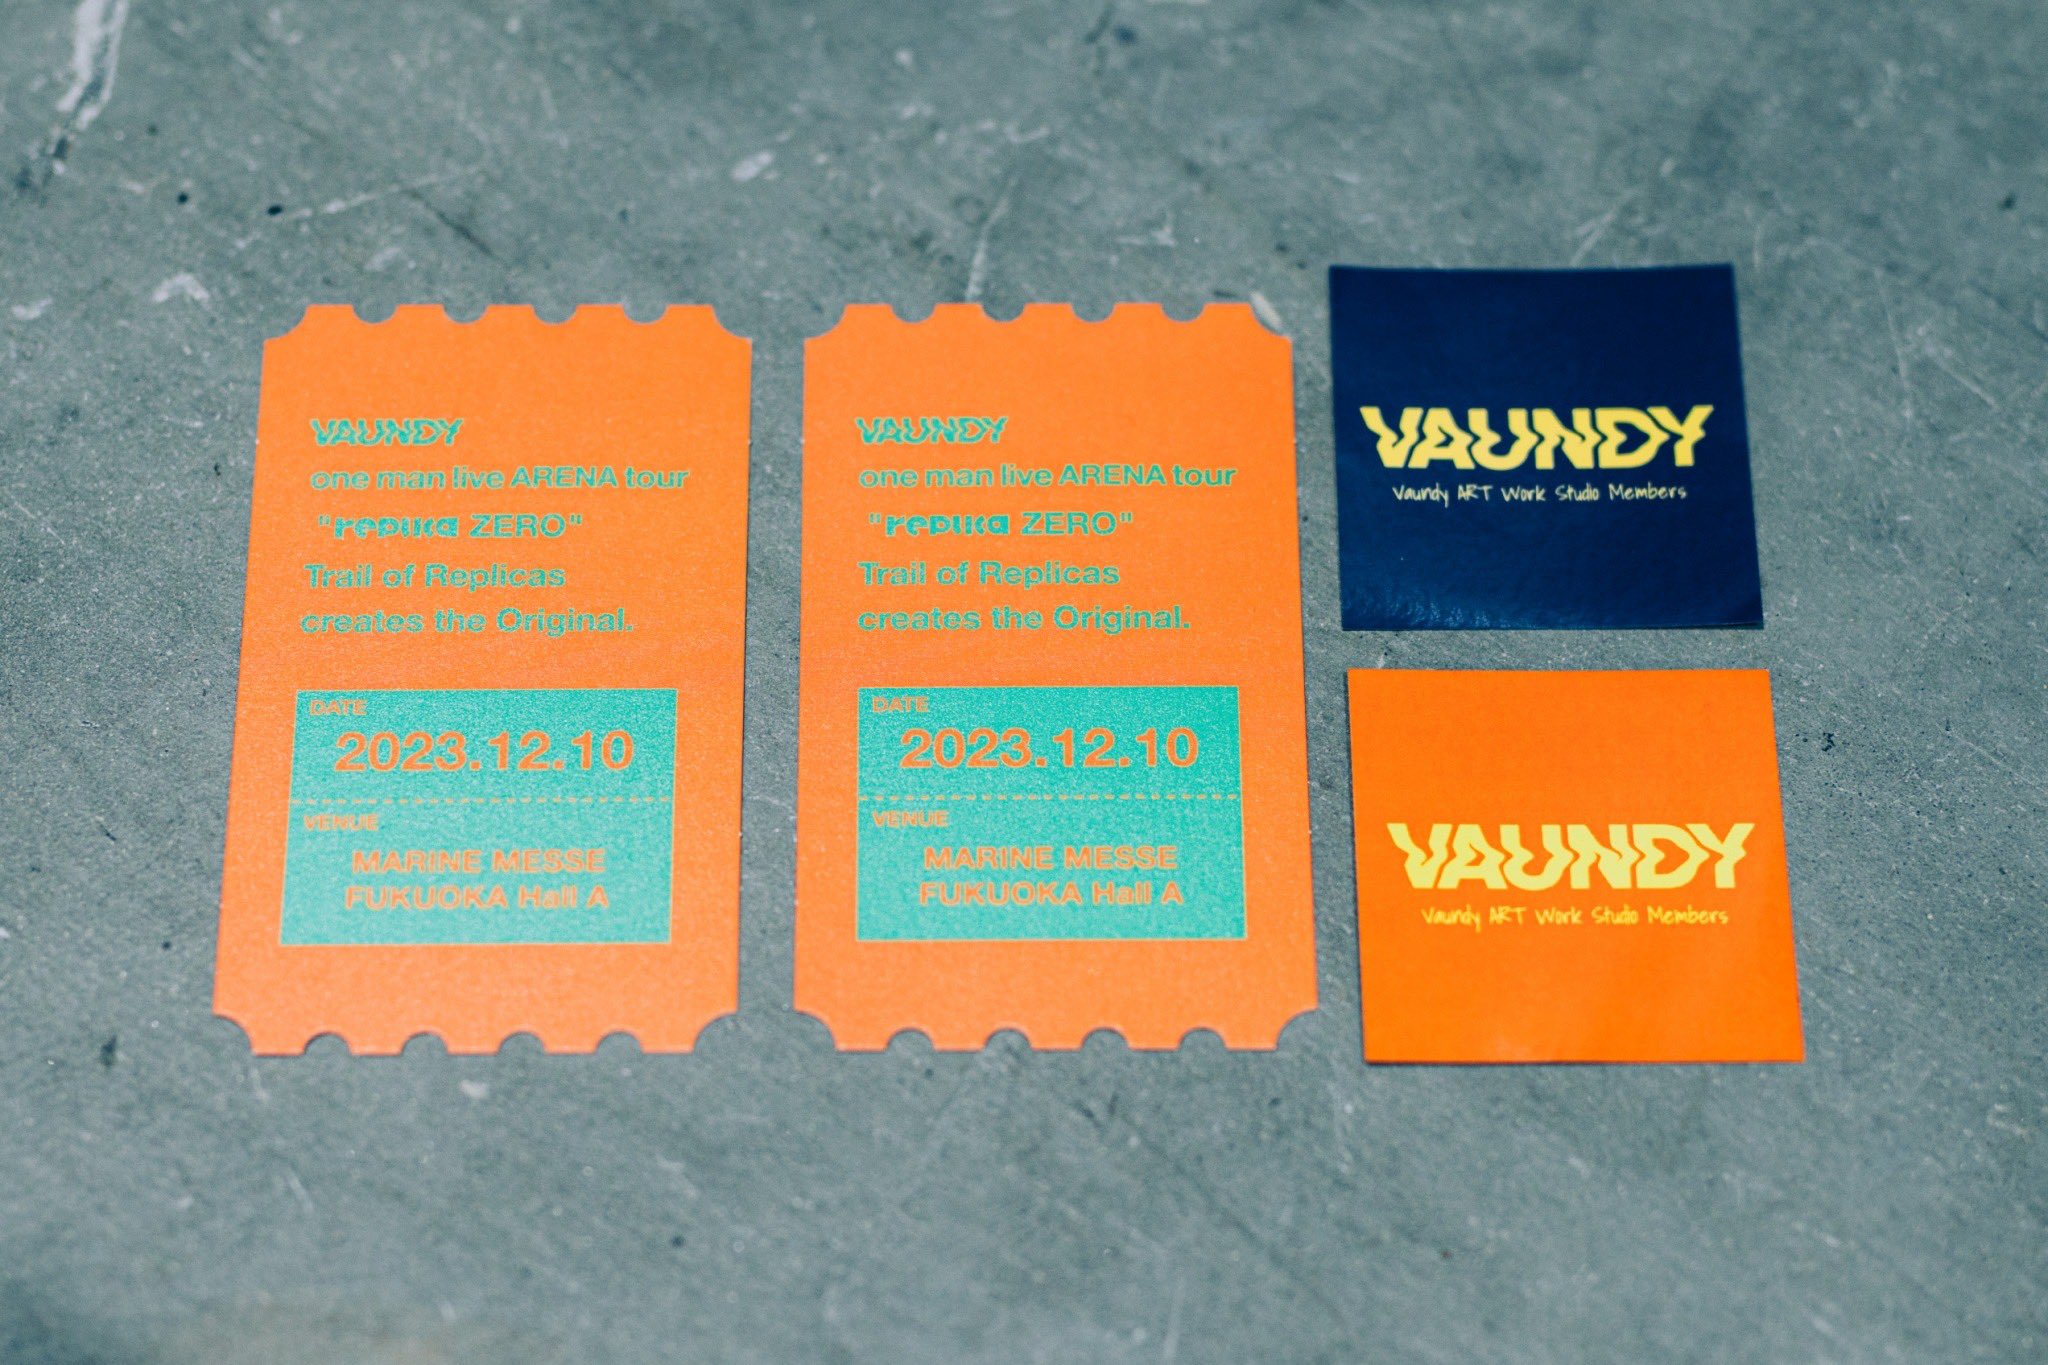 VAUNDY
one man live ARENA tour
"replica ZERO"
Trail of Replicas
creates the Original.
DATE
2023.12.10
VENUE
MARINE MESSE
FUKUOKA Hall A
VAUNDY
one man live ARENA tour
"replica ZERO"
Trail of Replicas
creates the Original.
DATE
2023.12.10
VENUE
MARINE MESSE
FUKUOKA Hall A
VAUNDY
Vaundy ART Work Studio Members
VAUNDY
Vaundy ART Work Studio Members